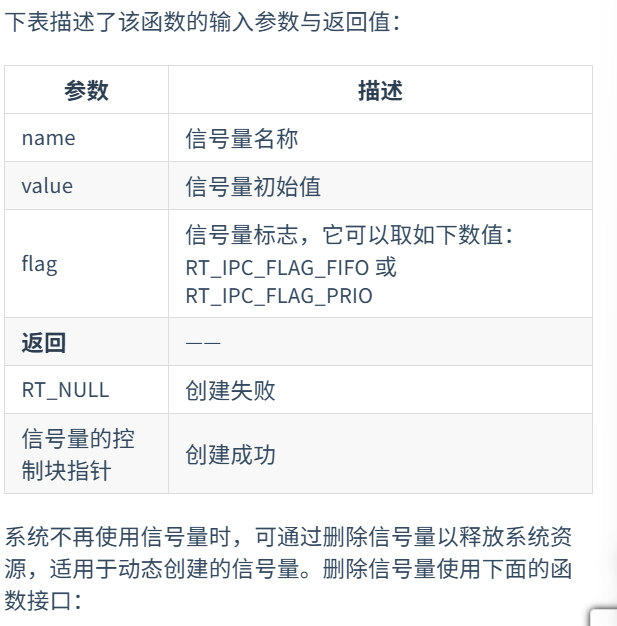 下表描述了该函数的输入参数与返回值：
参数 描述
name 信号量名称
value 信号量初始值
flag 信号量标志，它可以取如下数值：
RT_IPC_FLAG_FIFO 或
RT_IPC_FLAG_PRIO
返回 ——
RT_NULL 创建失败
信号量的控
制块指针 创建成功
系统不再使用信号量时，可通过删除信号量以释放系统资
源，适用于动态创建的信号量。删除信号量使用下面的函
数接口：